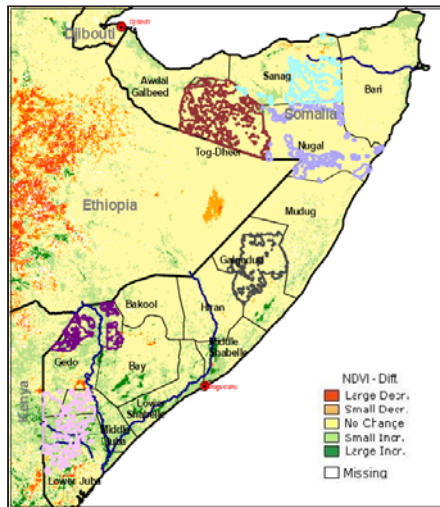 Djibouti
Djibouti
Awdal
Galbeed
Sanag
Bari
Somalia
Nugal
Tog-Dheer
Ethiopia
Mudug
Galgadud
Bakool
Hiran
Gedo
Bay
Middle
Shabelle
Kenya
Lower
Shabelle
Middle
Juba
Lower Juba
NDVI - Diff.
Large Decr.
Small Decr.
No Change
Small Incr.
Large Incr.
Missing